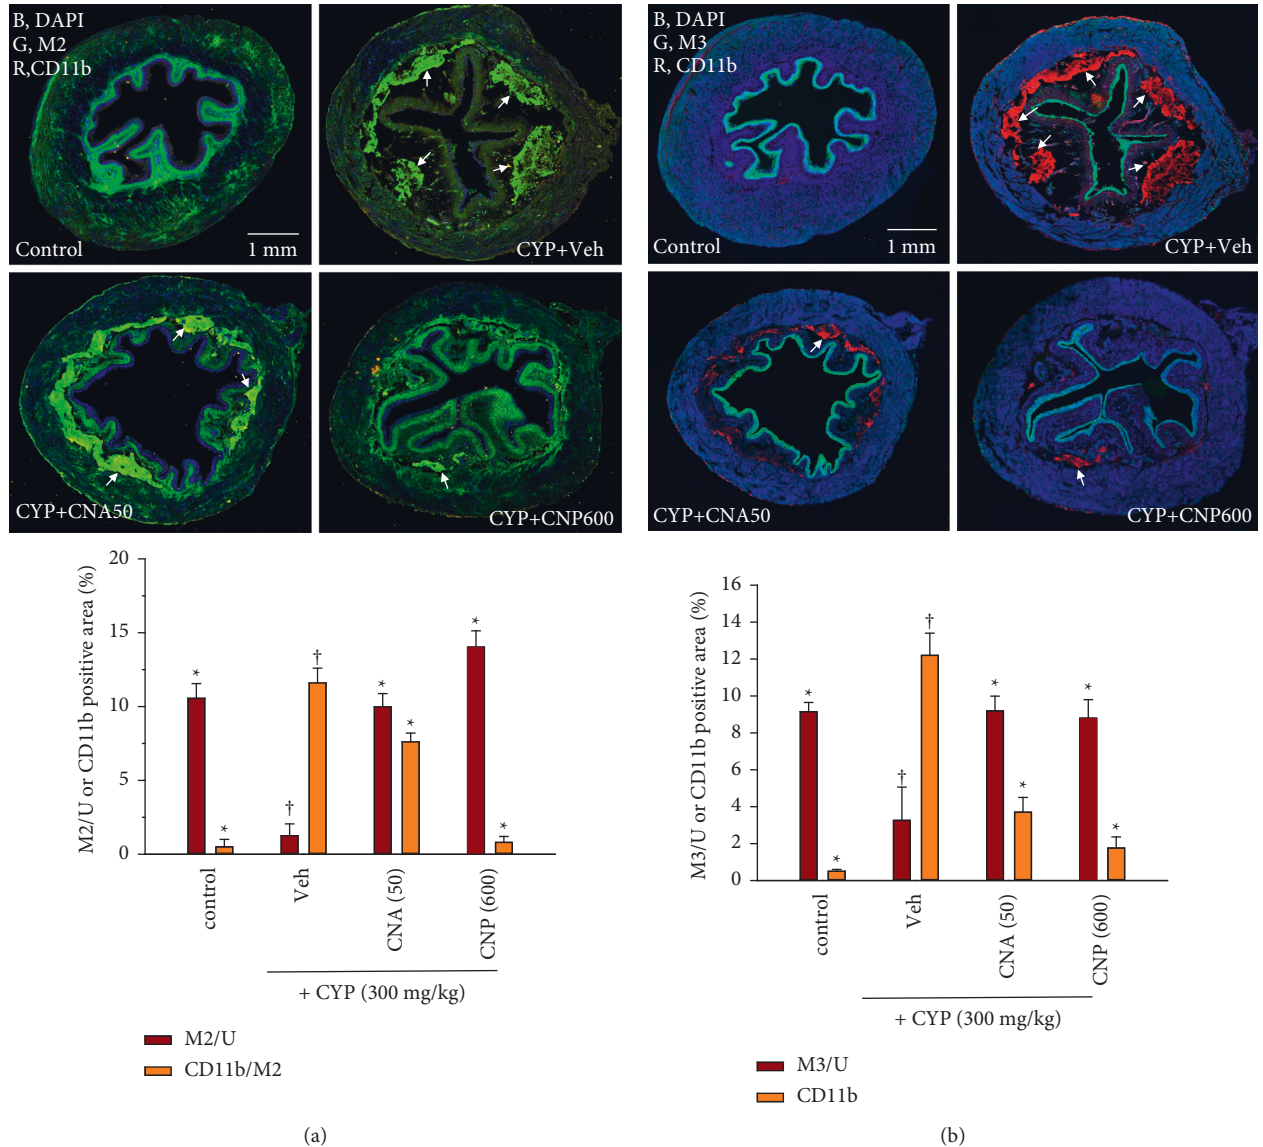 B, DAPI
G, M2
R,CD11b
Control
1 mm
CYP+Veh
CYP+CNA50
CYP+CNP600
M2/U or CD11b positive area (%)
20
15
10
5
0
*
*
†
†
*
*
*
*
control
Veh
CNA (50)
CNP (600)
+ CYP (300 mg/kg)
M2/U
CD11b/M2
(a)
B, DAPI
G, M3
R, CD11b
Control
1 mm
CYP+Veh
CYP+CNA50
CYP+CNP600
M3/U or CD11b positive area (%)
16
14
12
10
8
6
4
2
0
*
*
†
†
*
*
*
*
control
Veh
CNA (50)
CNP (600)
+ CYP (300 mg/kg)
M3/U
CD11b
(b)